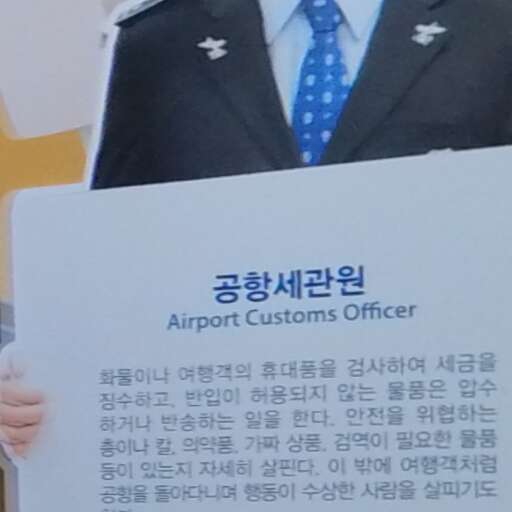 공항세관원
Airport Customs Officer
화물이나 여행객의 휴대품을 검사하여 세금을
징수하고, 반입이 허용되지 않는 물품은 압수
하거나 반송하는 일을 한다. 안전을 위협하는
총이나 칼, 의약품, 가짜 상품, 검역이 필요한 물품
등이 있는지 자세히 살핀다. 이 밖에 여행객처럼
공항을 돌아다니며 행동이 수상한 사람을 살피기도